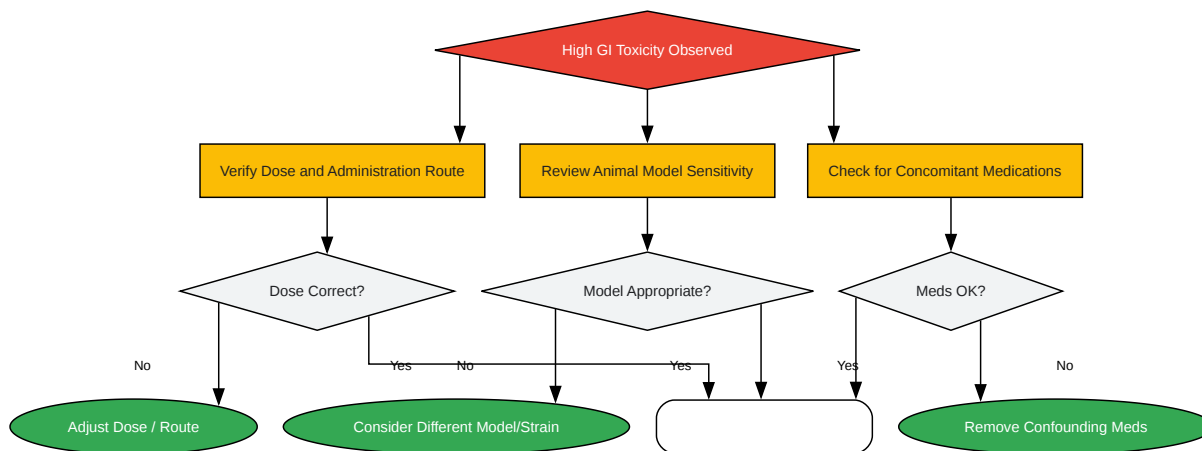 High GI Toxicity Observed
Verify Dose and Administration Route
Review Animal Model Sensitivity
Check for Concomitant Medications
Dose Correct?
Model Appropriate?
Meds OK?
No
Yes
No
Yes
Yes
No
Adjust Dose / Route
Consider Different Model/Strain
Remove Confounding Meds